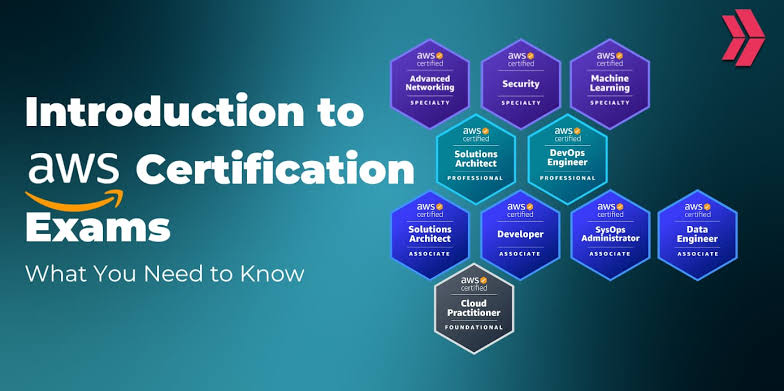 Introduction to
aws Certification
Exams
What You Need to Know
aws
certified
Advanced
Networking
SPECIALTY
aws
certified
Security
SPECIALTY
aws
certified
Machine
Learning
SPECIALTY
aws
certified
Solutions
Architect
PROFESSIONAL
aws
certified
DevOps
Engineer
PROFESSIONAL
aws
certified
Solutions
Architect
ASSOCIATE
aws
certified
Developer
ASSOCIATE
aws
certified
SysOps
Administrator
ASSOCIATE
aws
certified
Data
Engineer
ASSOCIATE
aws
certified
Cloud
Practitioner
FOUNDATIONAL